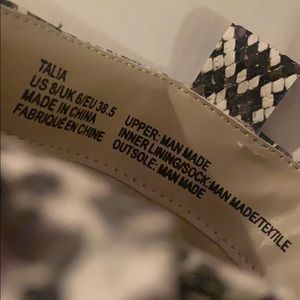 TALIA
US 8/UK 6/EU 38.5
MADE IN CHINA
FABRIQUÉ EN CHINE
UPPER: MAN MADE
INNER LINING/SOCK: MAN MADE/TEXTILE
OUTSOLE: MAN MADE